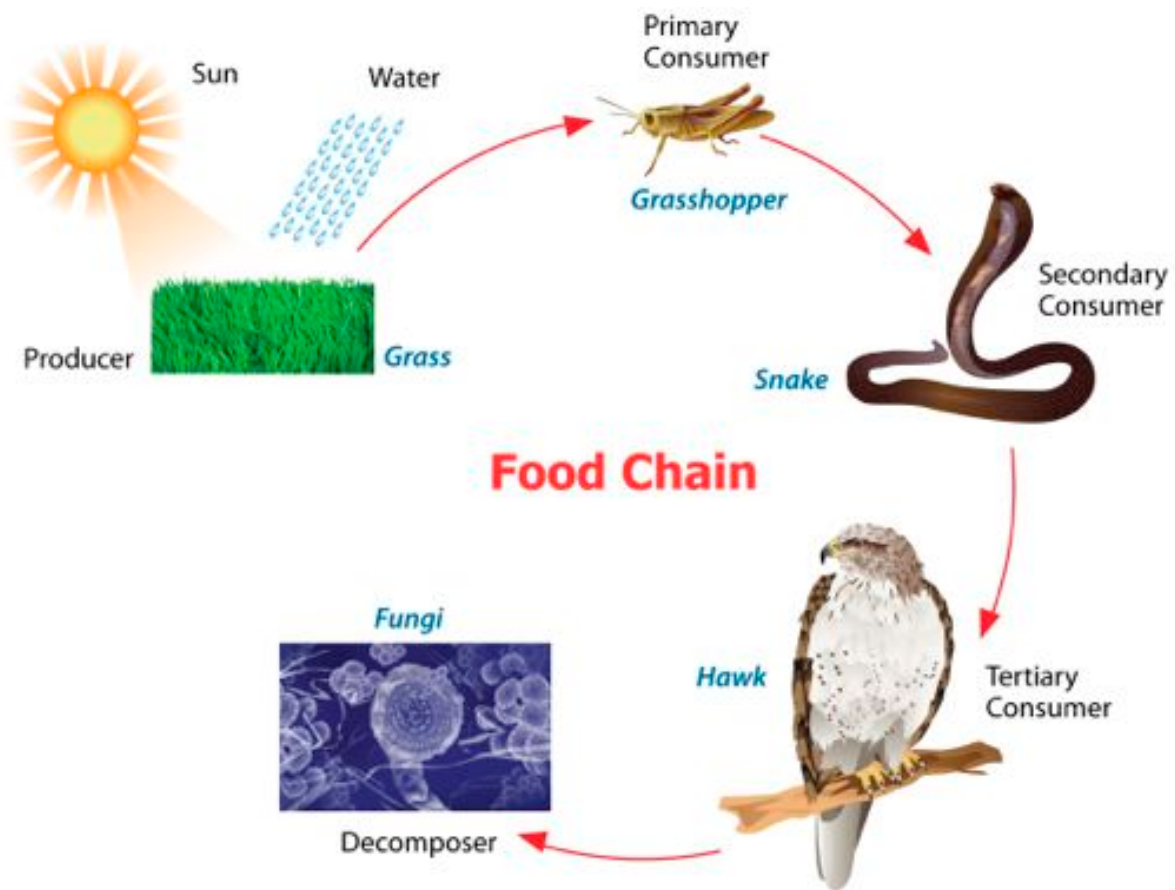 Sun
Water
Primary
Consumer
Grasshopper
Secondary
Consumer
Producer
Grass
Snake
Food Chain
Fungi
Hawk
Tertiary
Consumer
Decomposer